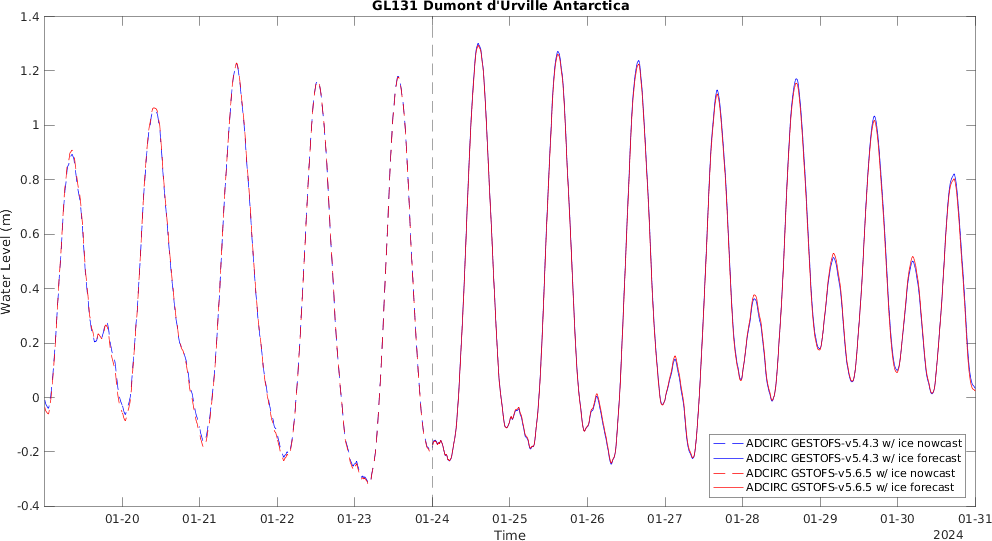 GL131 Dumont d'Urville Antarctica
1.4
1.2
1
0.8
0.6
0.4
0.2
0
-0.2
-0.4
Water Level (m)
01-20 01-21 01-22 01-23 01-24 01-25 01-26 01-27 01-28 01-29 01-30 01-31
Time
2024
ADCIRC GESTOFS-v5.4.3 w/ ice nowcast
ADCIRC GESTOFS-v5.4.3 w/ ice forecast
ADCIRC GSTOFS-v5.6.5 w/ ice nowcast
ADCIRC GSTOFS-v5.6.5 w/ ice forecast